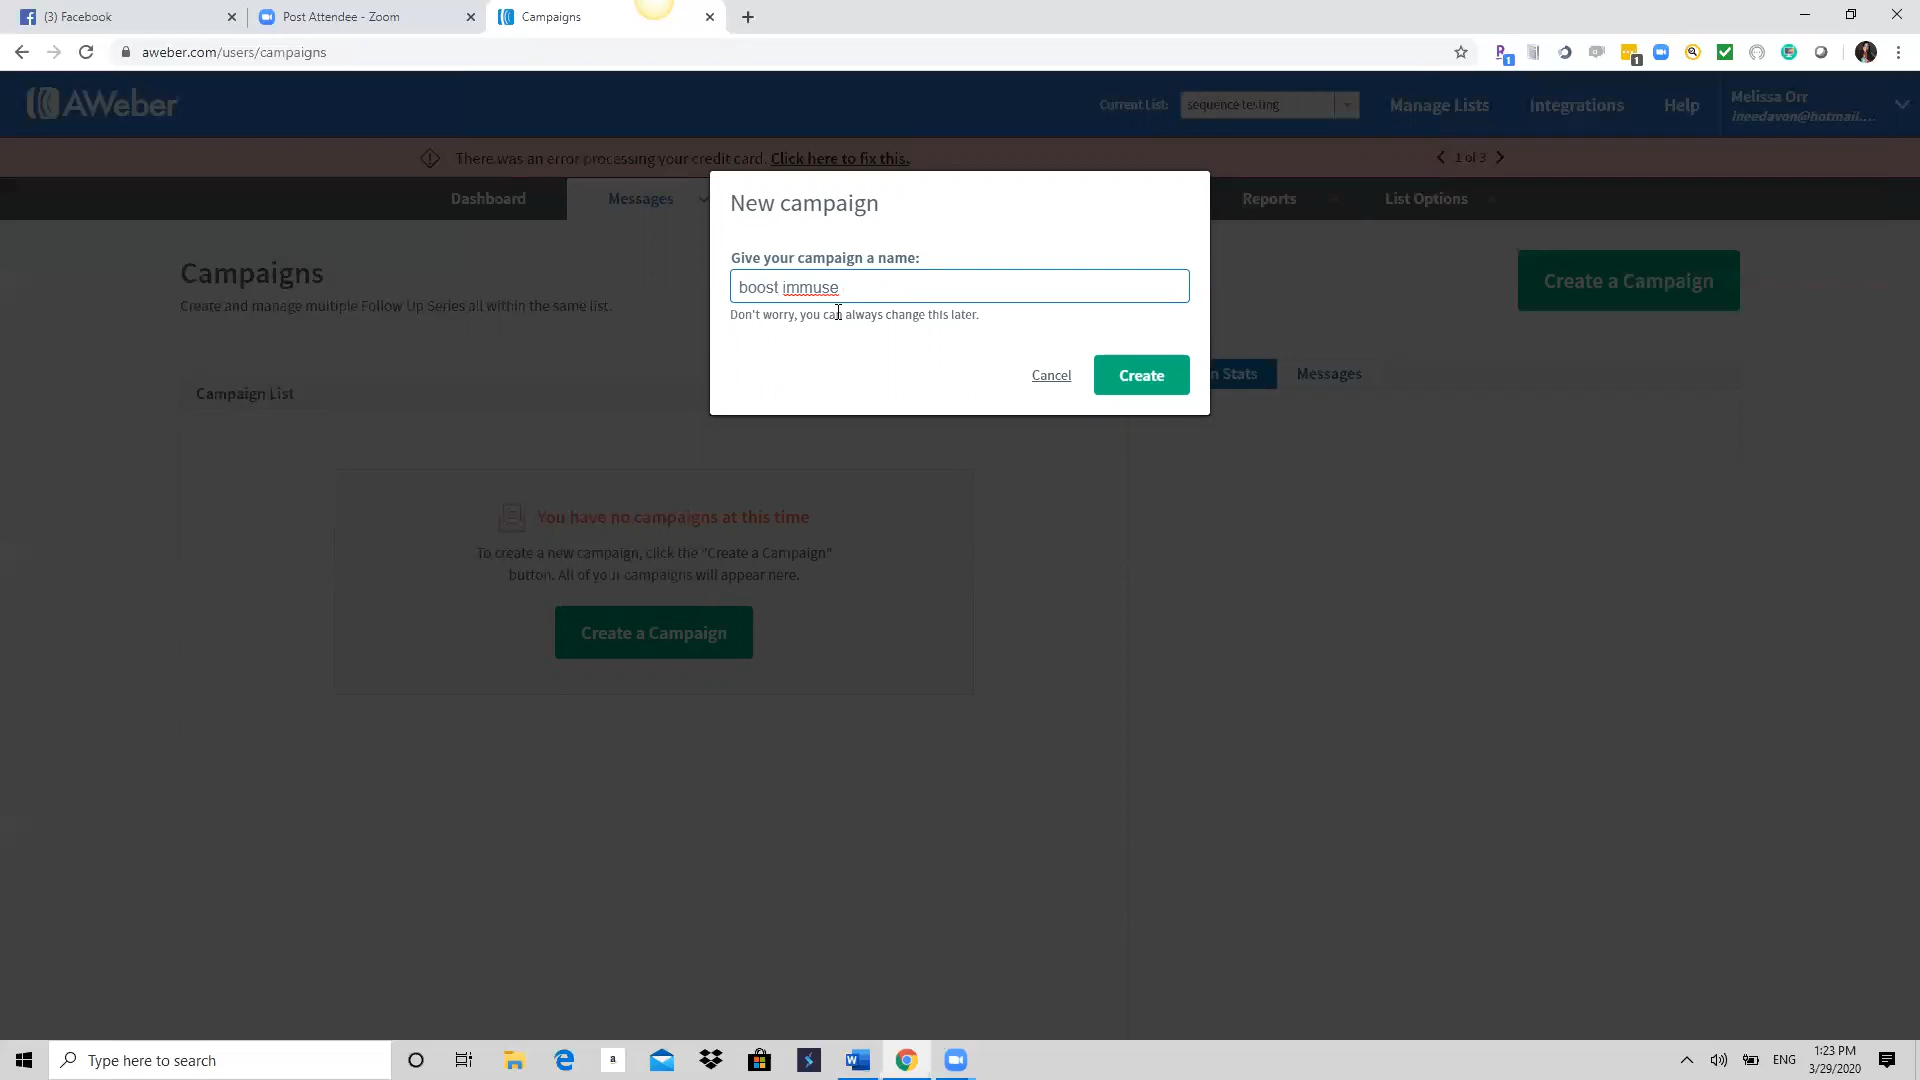 (3) Facebook
Post Attendee - Zoom
Campaigns
aweber.com/users/campaigns
AWeber
Current List:
sequence testing
Manage Lists
Integrations
Help
Melissa Orr
ineedavon@hotmail....
There was an error processing your credit card. Click here to fix this.
1 of 3
Dashboard
Messages
Reports
List Options
New campaign
Give your campaign a name:
boost immuse
Don't worry, you can always change this later.
Cancel
Create
Campaigns
Create and manage multiple Follow Up Series all within the same list.
Create a Campaign
Campaign List
n Stats
Messages
You have no campaigns at this time
To create a new campaign, click the "Create a Campaign"
button. All of your campaigns will appear here.
Create a Campaign
Type here to search
ENG
1:23 PM
3/29/2020